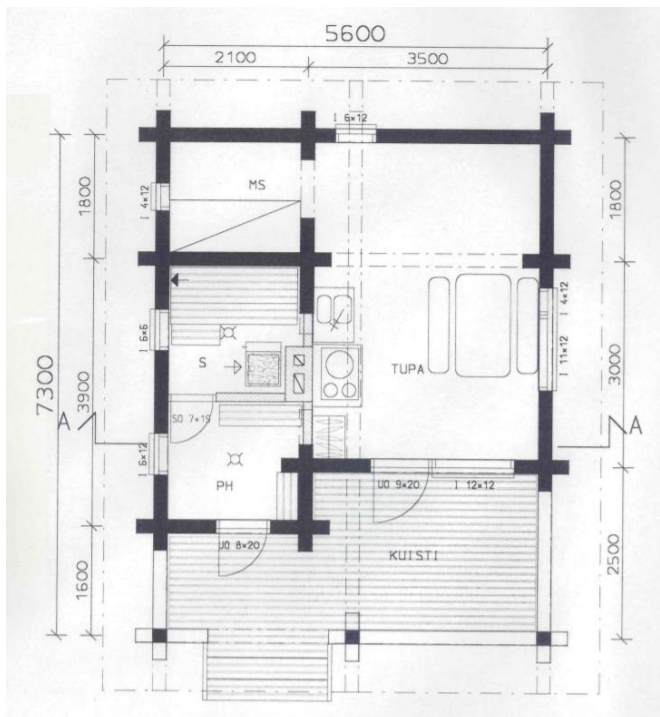 5600
2100
3500
I 6×12
MS
1800
1800
I 4×12
I 6×6
S
TUPA
I 4×12
I 11×12
3000
7300
3900
A
A
SO 7×19
I 6×12
PH
UO 9×20
I 12×12
UO 8×20
KUISTI
1600
2500